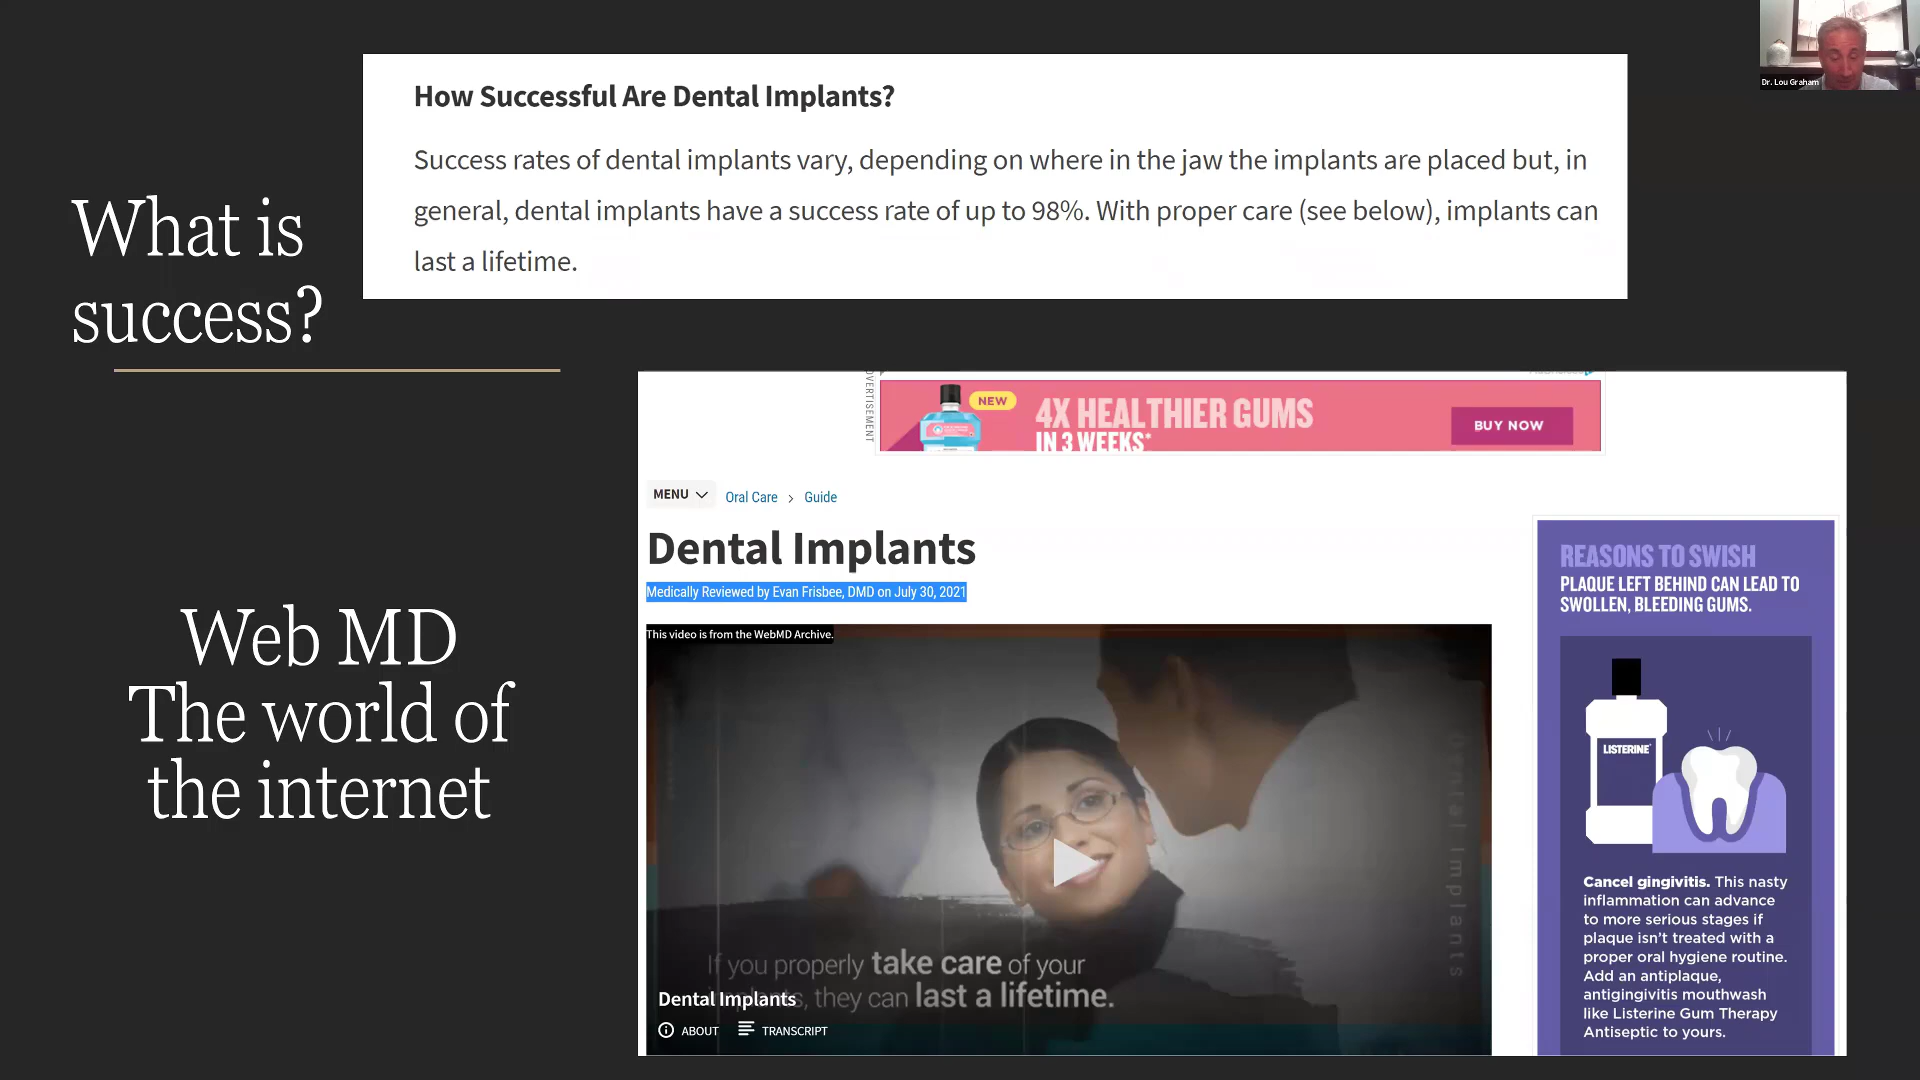 Dr. Lou Graham
How Successful Are Dental Implants?
Success rates of dental implants vary, depending on where in the jaw the implants are placed but, in
general, dental implants have a success rate of up to 98%. With proper care (see below), implants can
last a lifetime.
What is
success?
Web MD
The world of
the internet
NEW
4X HEALTHIER GUMS
IN 3 WEEKS*
BUY NOW
MENU
Oral Care > Guide
Dental Implants
Medically Reviewed by Evan Frisbee, DMD on July 30, 2021
This video is from the WebMD Archive.
Dental Implants
If you properly take care of your
implants, they can last a lifetime.
Dental Implants
ABOUT
TRANSCRIPT
REASONS TO SWISH
PLAQUE LEFT BEHIND CAN LEAD TO
SWOLLEN, BLEEDING GUMS.
LISTERINE
Cancel gingivitis. This nasty
inflammation can advance
to more serious stages if
plaque isn't treated with a
proper oral hygiene routine.
Add an antiplaque,
antigingivitis mouthwash
like Listerine Gum Therapy
Antiseptic to yours.